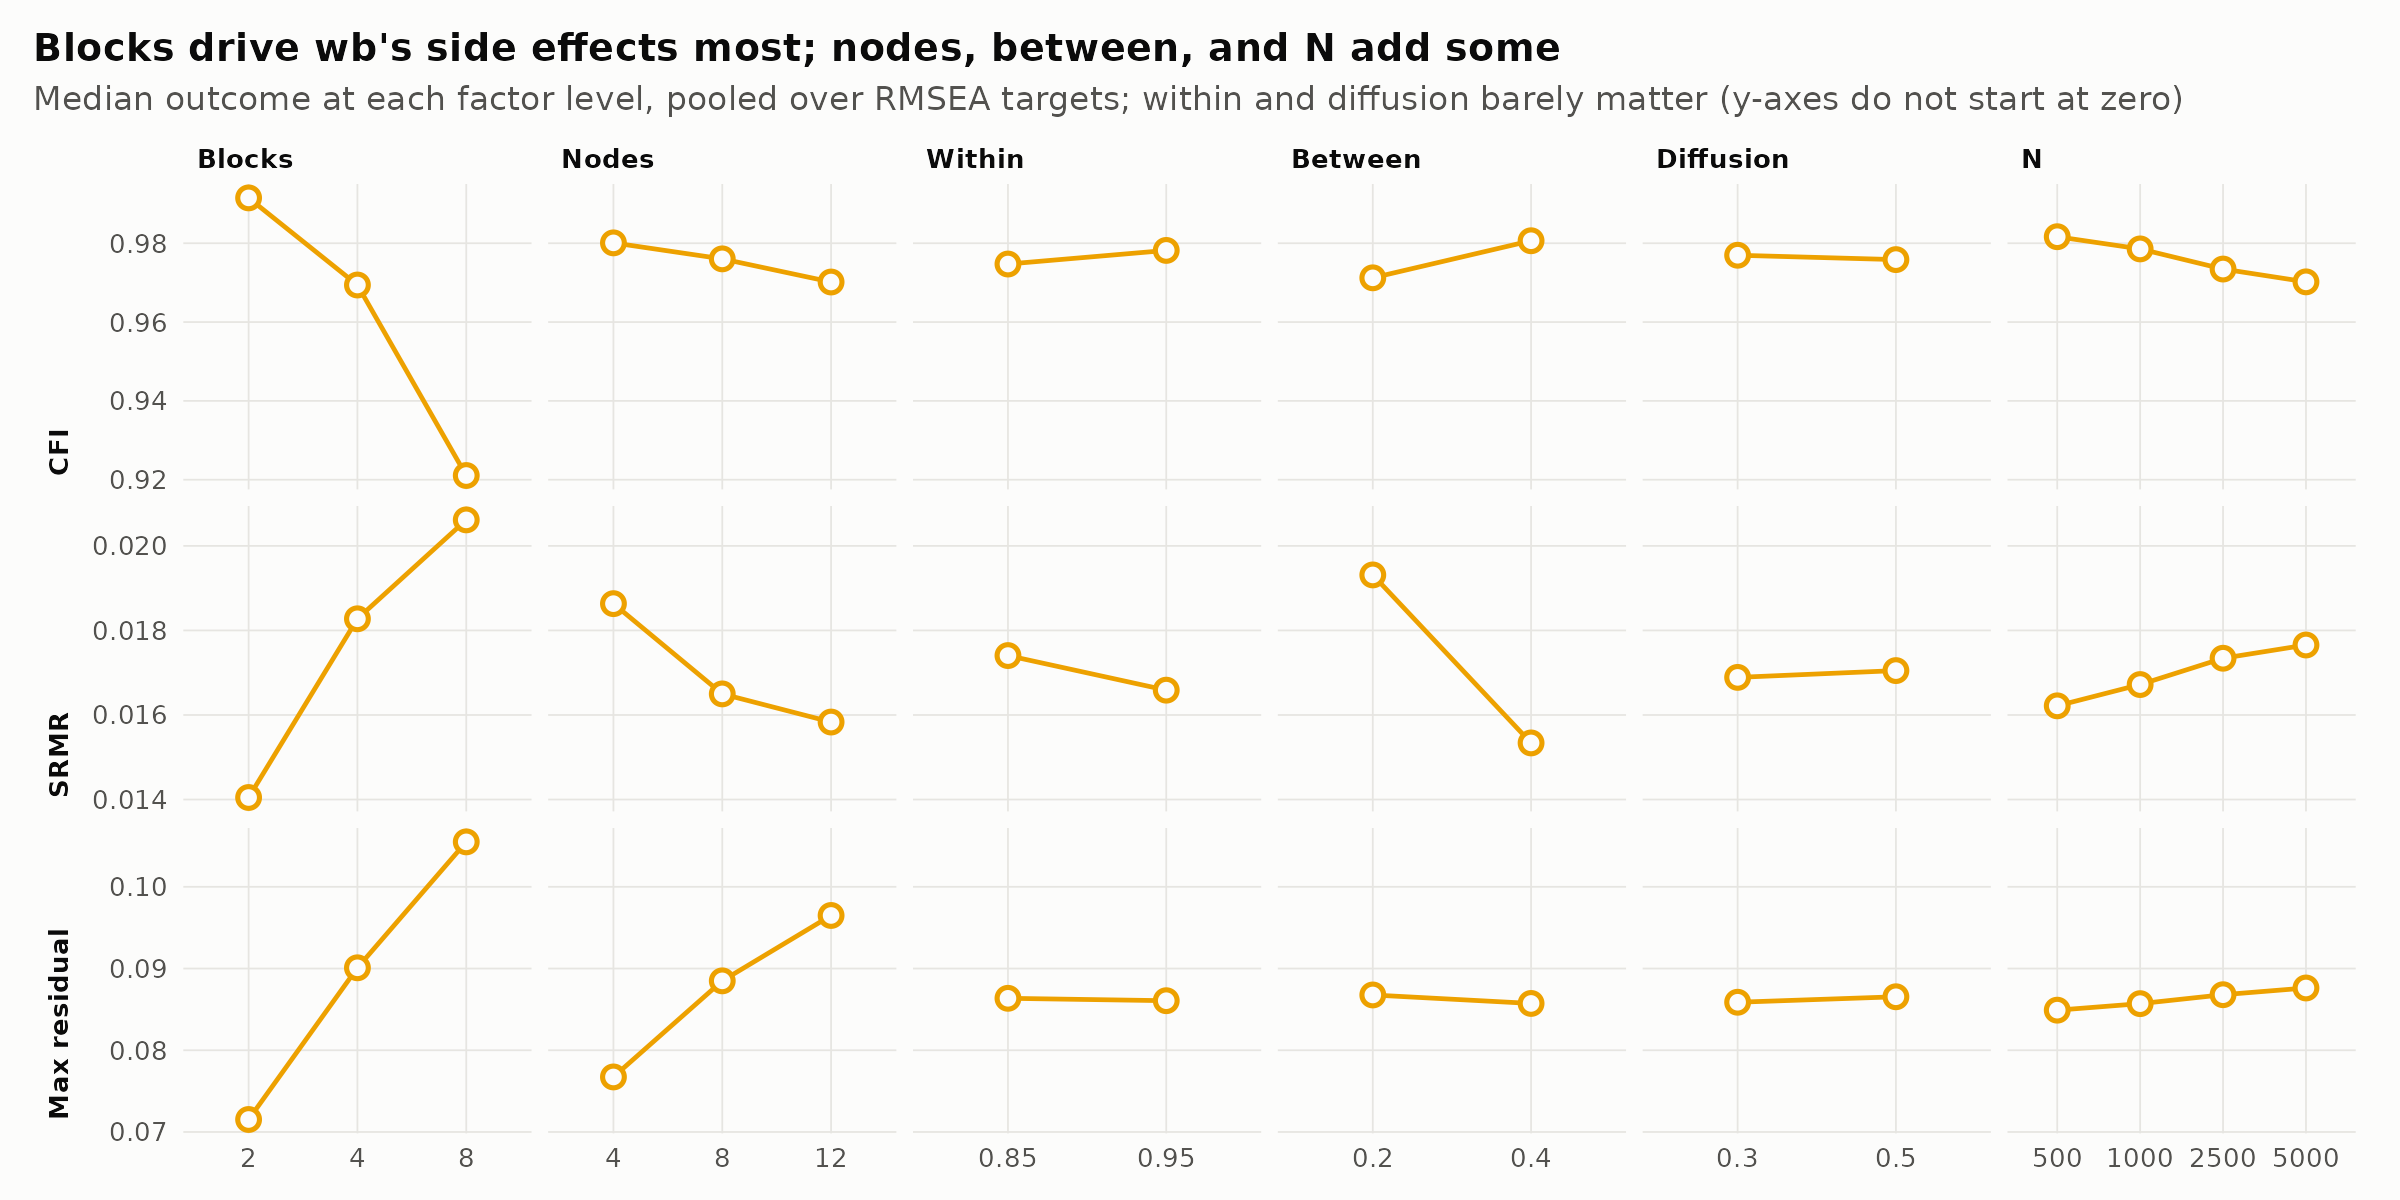 Blocks drive wb's side effects most; nodes, between, and N add some
Median outcome at each factor level, pooled over RMSEA targets; within and diffusion barely matter (y-axes do not start at zero)
Blocks Nodes Within Between Diffusion N
CFI
0.98
0.96
0.94
0.92
SRMR
0.020
0.018
0.016
0.014
Max residual
0.10
0.09
0.08
0.07
2 4 8 4 8 12 0.85 0.95 0.2 0.4 0.3 0.5 500 1000 2500 5000